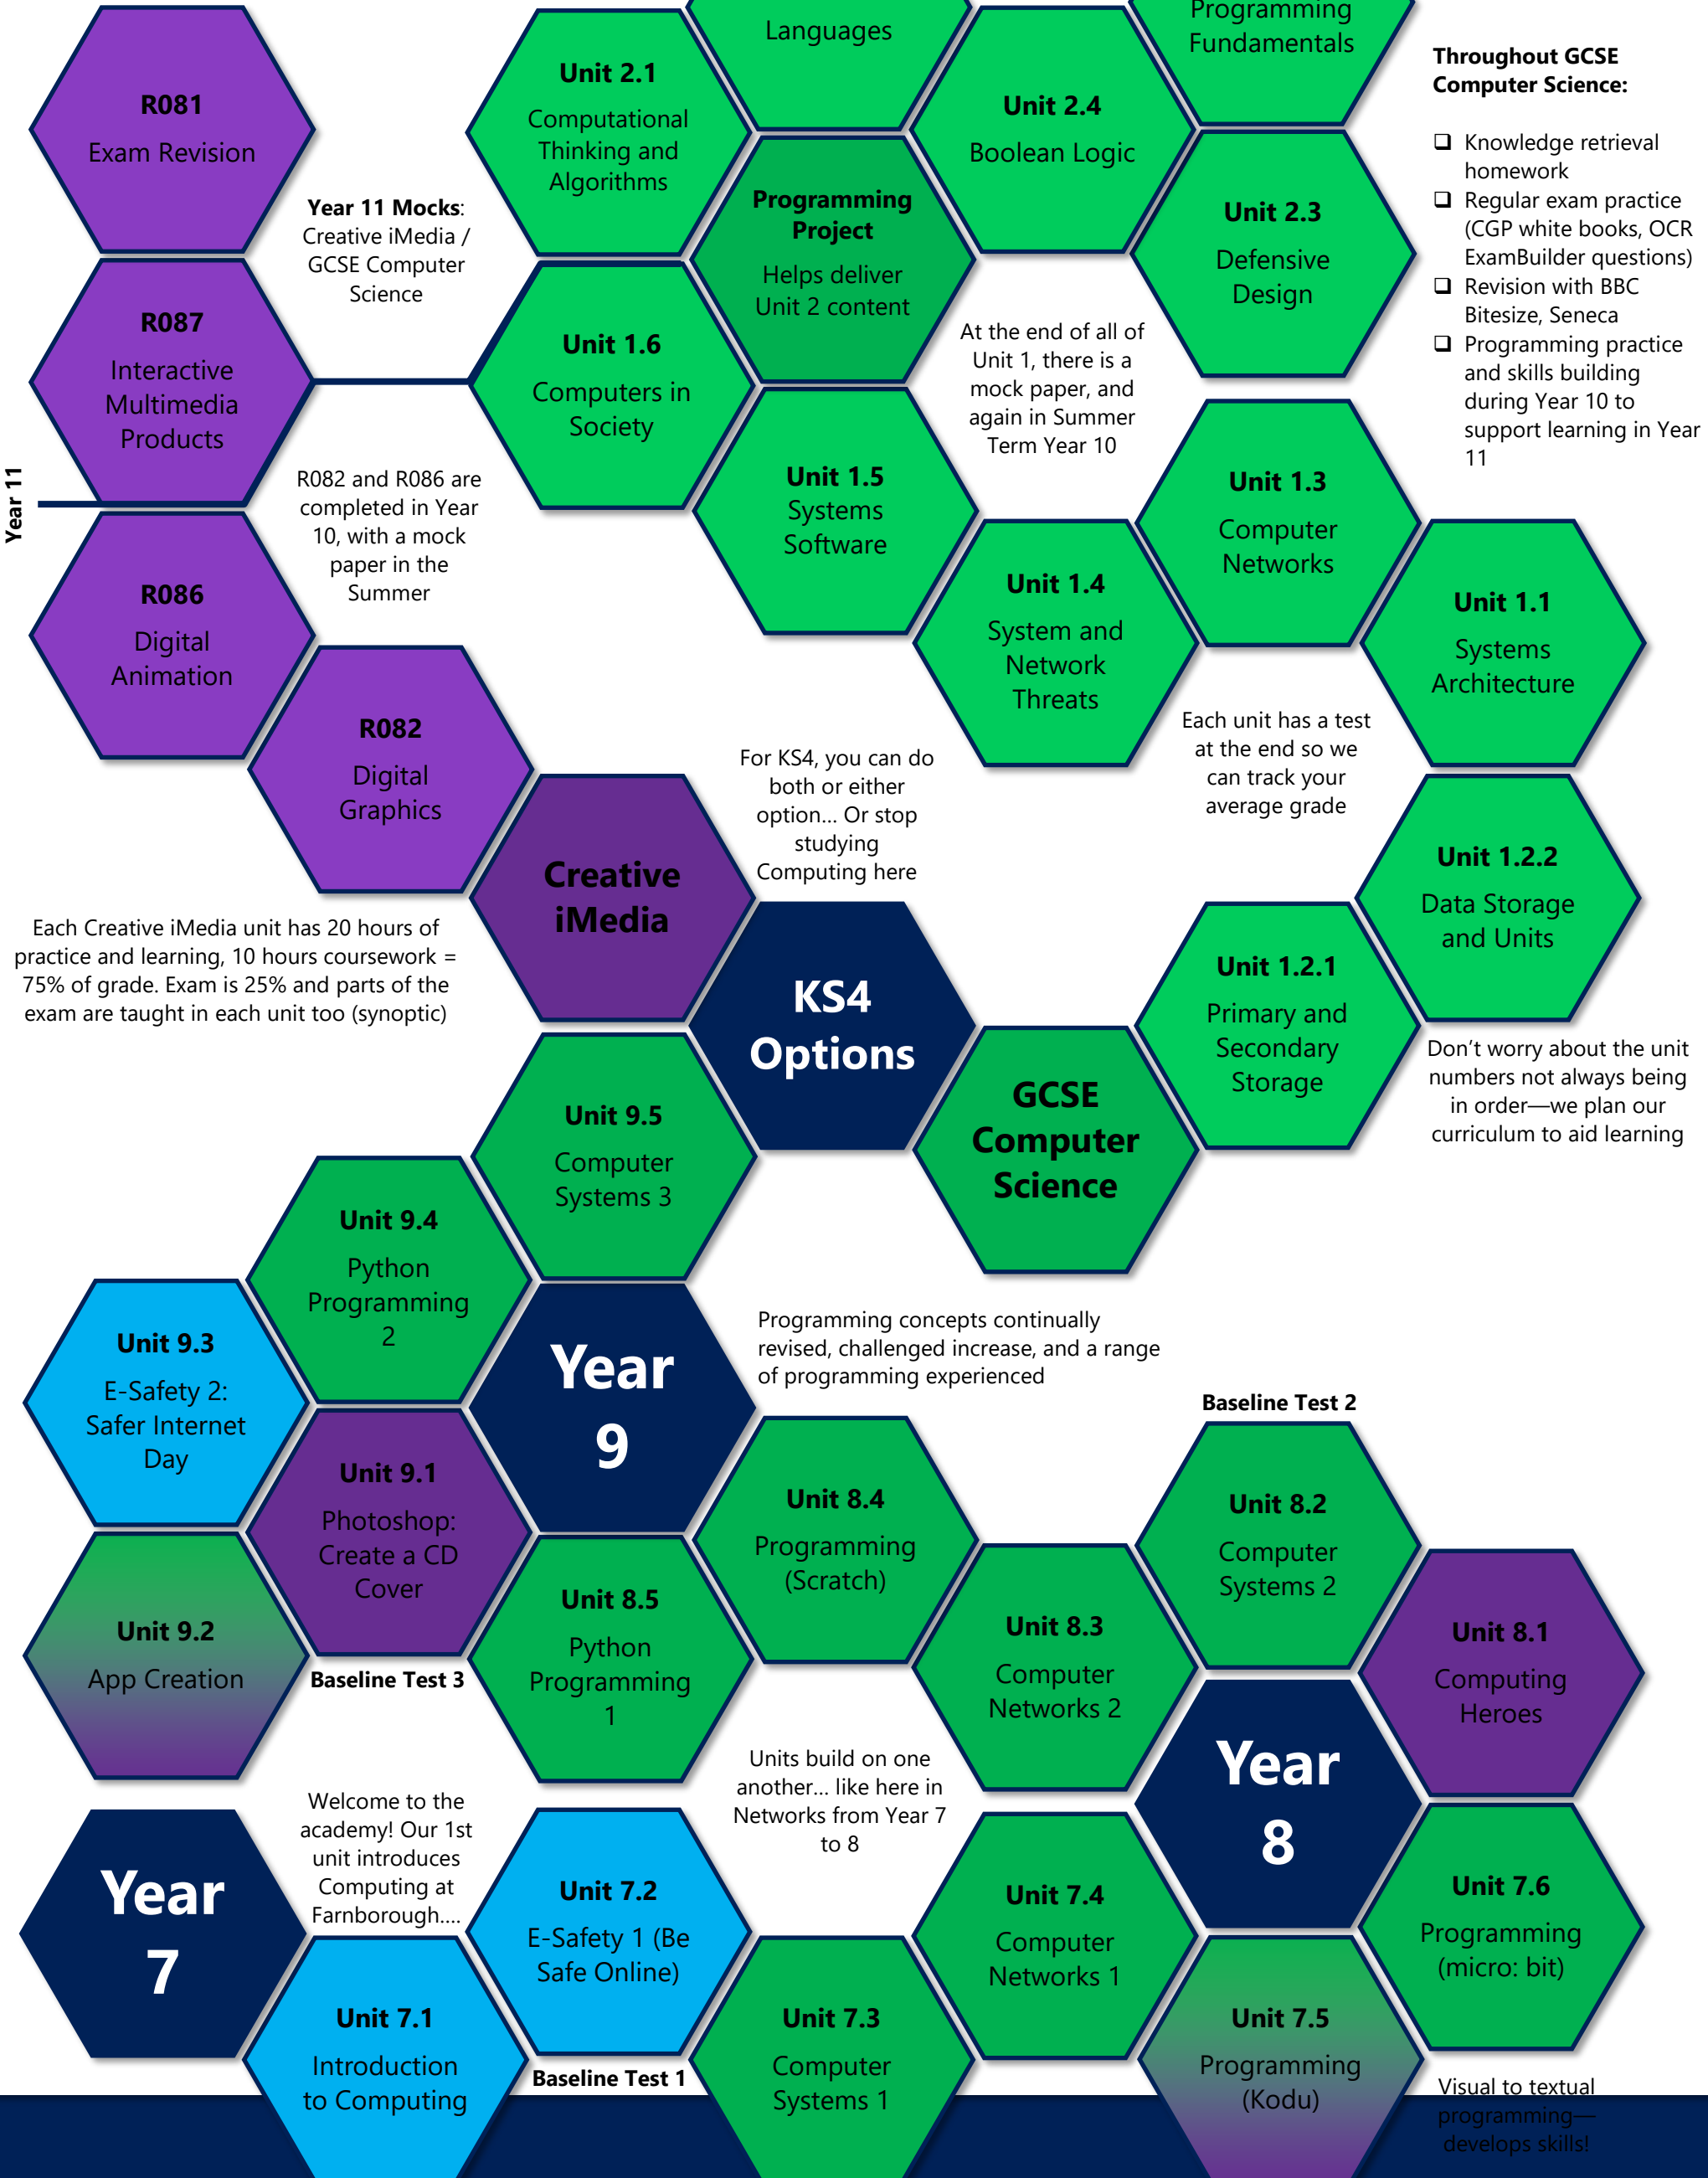 Languages
Programming
Fundamentals
R081
Exam Revision
Unit 2.1
Computational
Thinking and
Algorithms
Unit 2.4
Boolean Logic
Throughout GCSE
Computer Science:
❑ Knowledge retrieval
homework
❑ Regular exam practice
(CGP white books, OCR
ExamBuilder questions)
❑ Revision with BBC
Bitesize, Seneca
❑ Programming practice
and skills building
during Year 10 to
support learning in Year
11
Year 11 Mocks:
Creative iMedia /
GCSE Computer
Science
Programming
Project
Helps deliver
Unit 2 content
Unit 2.3
Defensive
Design
R087
Interactive
Multimedia
Products
Unit 1.6
Computers in
Society
At the end of all of
Unit 1, there is a
mock paper, and
again in Summer
Term Year 10
Year 11
R082 and R086 are
completed in Year
10, with a mock
paper in the
Summer
Unit 1.5
Systems
Software
Unit 1.3
Computer
Networks
R086
Digital
Animation
Unit 1.4
System and
Network
Threats
Unit 1.1
Systems
Architecture
R082
Digital
Graphics
For KS4, you can do
both or either
option... Or stop
studying
Computing here
Each unit has a test
at the end so we
can track your
average grade
Creative
iMedia
Unit 1.2.2
Data Storage
and Units
Each Creative iMedia unit has 20 hours of
practice and learning, 10 hours coursework =
75% of grade. Exam is 25% and parts of the
exam are taught in each unit too (synoptic)
KS4
Options
Unit 1.2.1
Primary and
Secondary
Storage
Don’t worry about the unit
numbers not always being
in order—we plan our
curriculum to aid learning
GCSE
Computer
Science
Unit 9.5
Computer
Systems 3
Unit 9.4
Python
Programming
2
Unit 9.3
E-Safety 2:
Safer Internet
Day
Year
9
Programming concepts continually
revised, challenged increase, and a range
of programming experienced
Baseline Test 2
Unit 9.1
Photoshop:
Create a CD
Cover
Unit 8.4
Programming
(Scratch)
Unit 8.2
Computer
Systems 2
Unit 9.2
App Creation
Baseline Test 3
Unit 8.5
Python
Programming
1
Unit 8.3
Computer
Networks 2
Unit 8.1
Computing
Heroes
Year
8
Units build on one
another... like here in
Networks from Year 7
to 8
Welcome to the
academy! Our 1st
unit introduces
Computing at
Farnborough....
Year
7
Unit 7.2
E-Safety 1 (Be
Safe Online)
Unit 7.4
Computer
Networks 1
Unit 7.6
Programming
(micro: bit)
Unit 7.1
Introduction
to Computing
Baseline Test 1
Unit 7.3
Computer
Systems 1
Unit 7.5
Programming
(Kodu)
Visual to textual
programming—
develops skills!